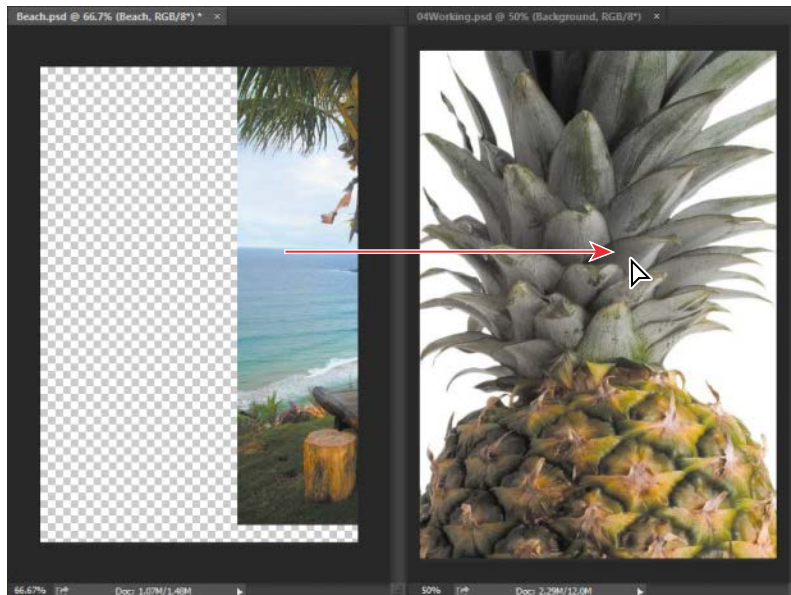 Beach.psd @ 66.7% (Beach, RGB/8*) * ×
04Working.psd @ 50% (Background, RGB/8*) ×
66.67% Doc: 1.07M/1.48M
50% Doc: 2.29M/12.0M